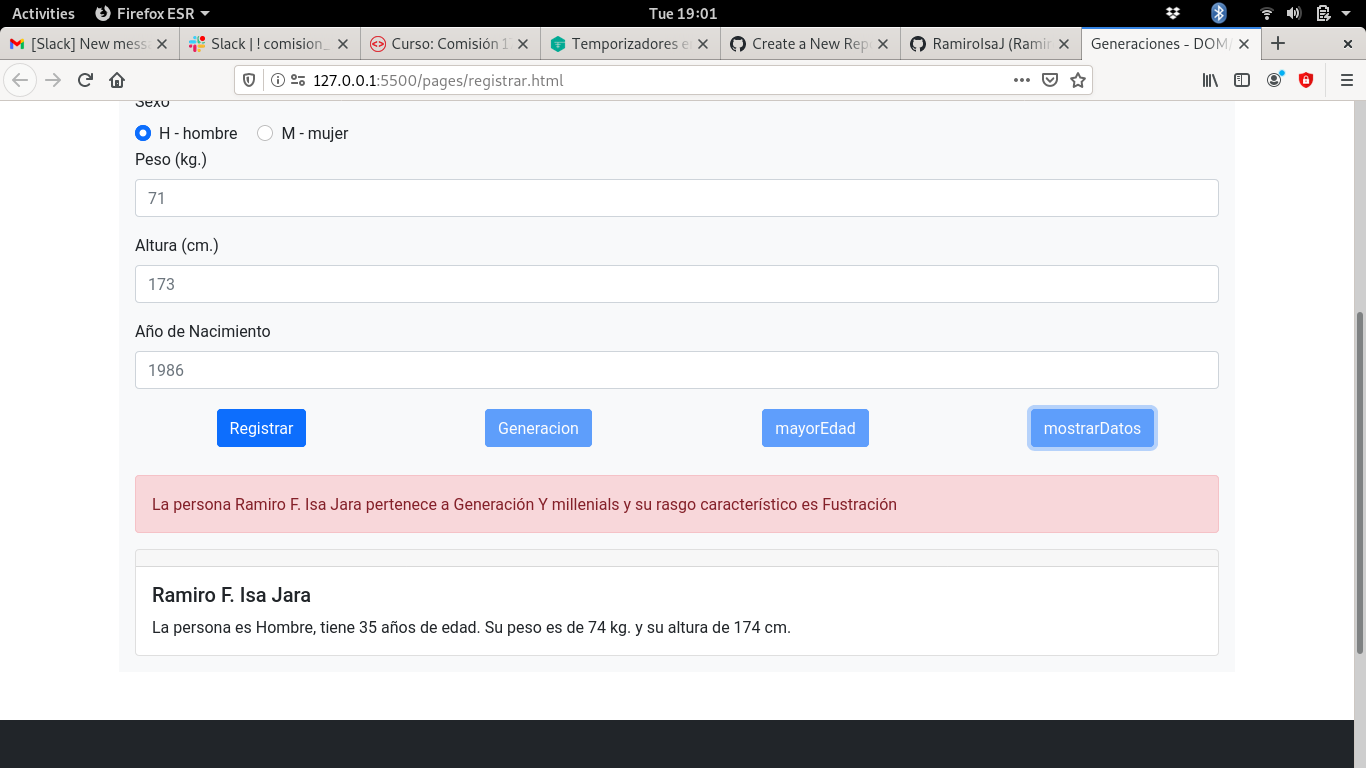 Activities Firefox ESR Tue 19:01
[Slack] New mess Slack | ! comision_ Curso: Comisión 1 Temporizadores e Create a New Rep RamiroIsaJ (Rami Generaciones - DOM
127.0.0.1:5500/pages/registrar.html
Sexo
H - hombre M - mujer
Peso (kg.)
71
Altura (cm.)
173
Año de Nacimiento
1986
Registrar Generacion mayorEdad mostrarDatos
La persona Ramiro F. Isa Jara pertenece a Generación Y millenials y su rasgo característico es Fustración
Ramiro F. Isa Jara
La persona es Hombre, tiene 35 años de edad. Su peso es de 74 kg. y su altura de 174 cm.